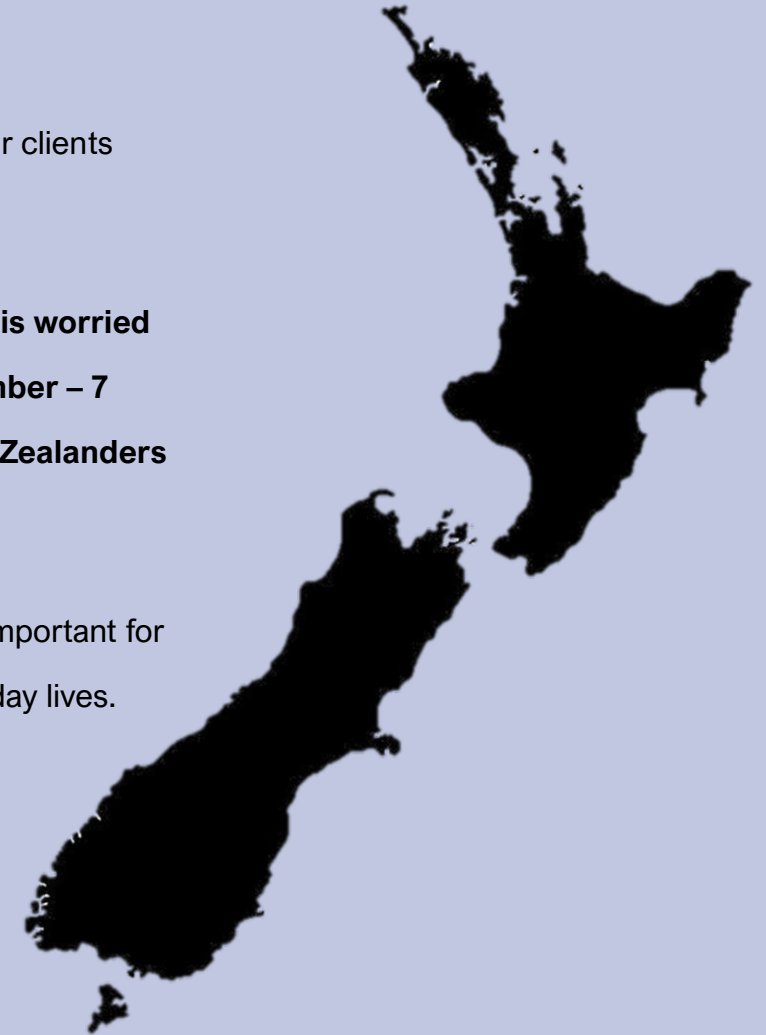 r clients
is worried
nber – 7
Zealanders
mportant for
day lives.